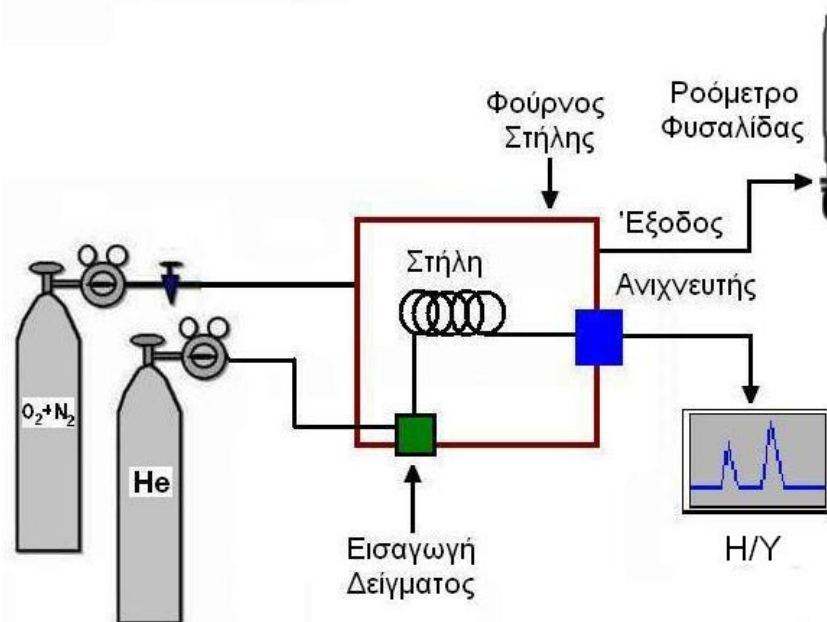 Φούρνος
Στήλης
Ροόμετρο
Φυσαλίδας
Έξοδος
Στήλη
Ανιχνευτής
O₂+N₂
He
Εισαγωγή
Δείγματος
Η/Υ